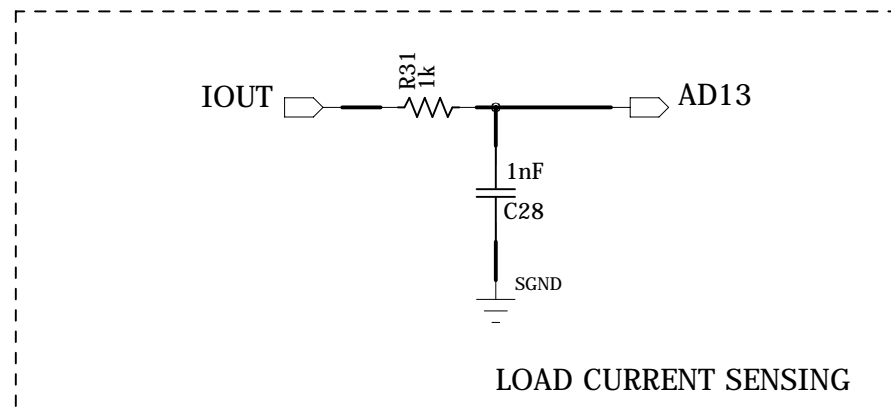 R31
1k
IOUT
AD13
1nF
C28
SGND
LOAD CURRENT SENSING